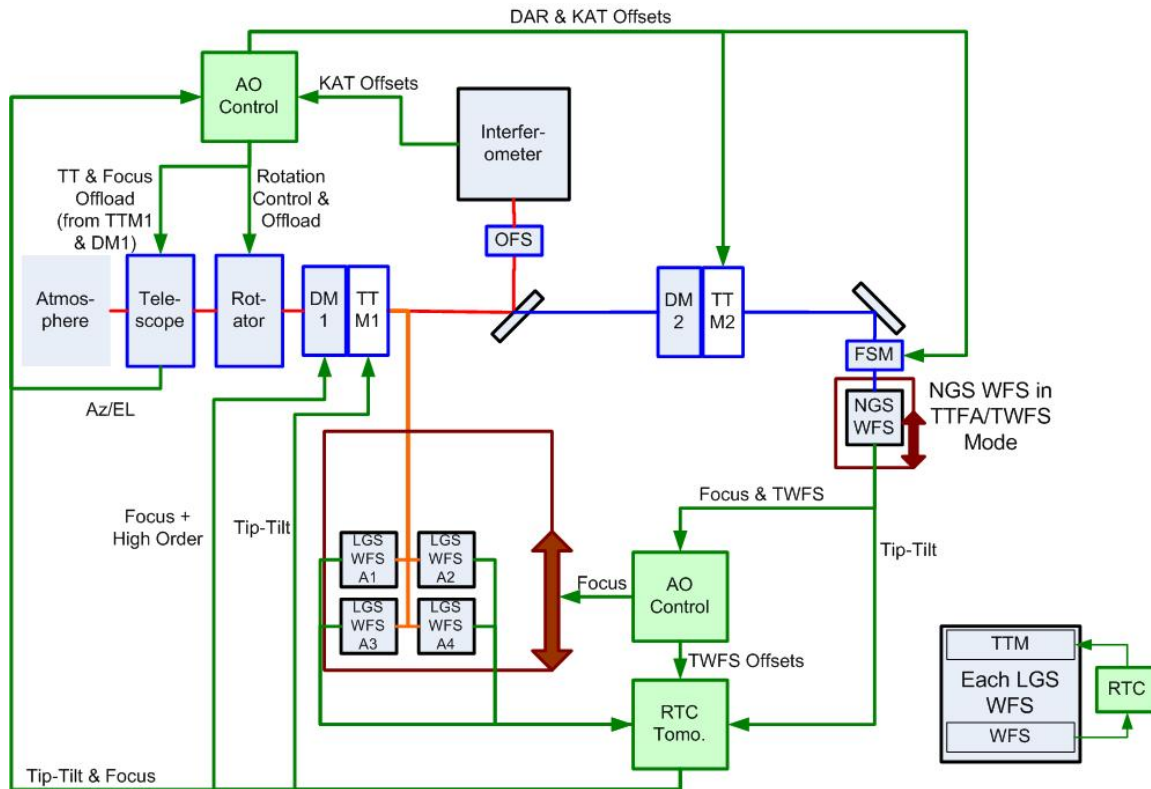 DAR & KAT Offsets
AO
Control
KAT Offsets
Interfer-
ometer
TT & Focus
Offload
(from TTM1
& DM1)
Rotation
Control &
Offload
OFS
Atmos-
phere
Tele-
scope
Rot-
ator
DM
1
TT
M1
DM
2
TT
M2
FSM
Az/EL
NGS
WFS
NGS WFS in
TTFA/TWFS
Mode
Focus +
High Order
Tip-Tilt
Focus & TWFS
Tip-Tilt
LGS
WFS
A1
LGS
WFS
A2
LGS
WFS
A3
LGS
WFS
A4
Focus
AO
Control
TWFS Offsets
RTC
Tomo.
TTM
Each LGS
WFS
WFS
RTC
Tip-Tilt & Focus